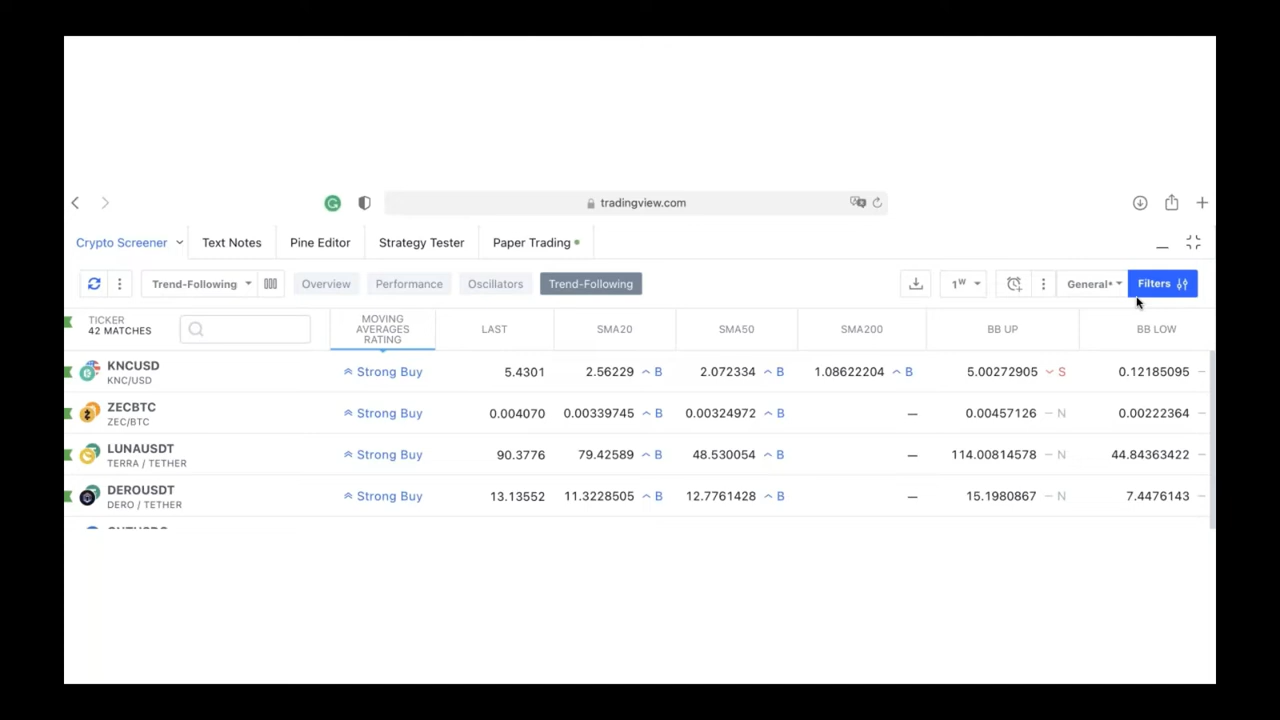 tradingview.com
Crypto Screener Text Notes Pine Editor Strategy Tester Paper Trading
Trend-Following Overview Performance Oscillators Trend-Following 1W General Filters
TICKER
42 MATCHES
MOVING
AVERAGES
RATING
LAST SMA20 SMA50 SMA200 BB UP BB LOW
KNCUSD
KNC/USD
Strong Buy 5.4301 2.56229 B 2.072334 B 1.08622204 B 5.00272905 S 0.12185095 –
ZECBTC
ZEC/BTC
Strong Buy 0.004070 0.00339745 B 0.00324972 B — 0.00457126 – N 0.00222364 –
LUNAUSDT
TERRA / TETHER
Strong Buy 90.3776 79.42589 B 48.530054 B — 114.00814578 – N 44.84363422 –
DEROUSDT
DERO / TETHER
Strong Buy 13.13552 11.3228505 B 12.7761428 B — 15.1980867 – N 7.4476143 –